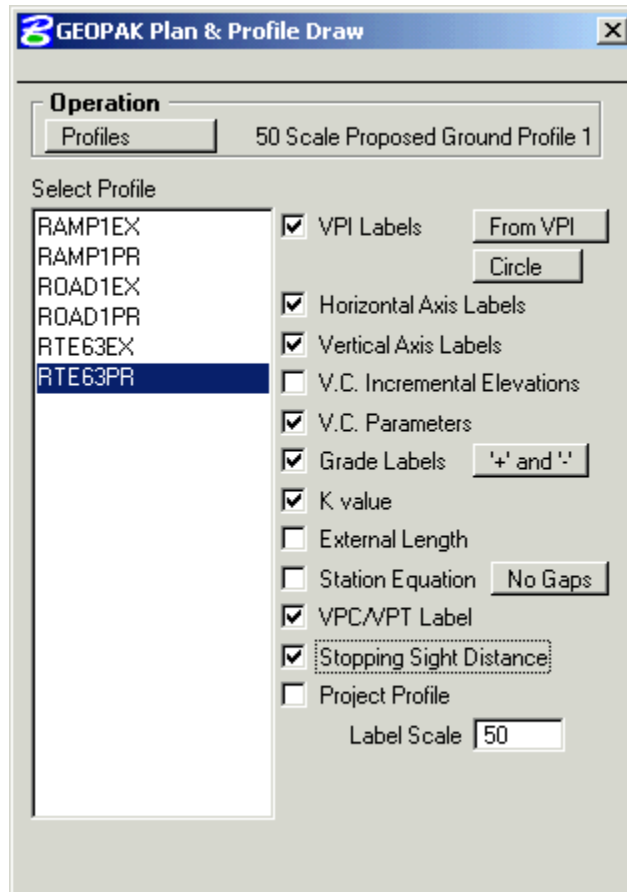 GEOPAK Plan & Profile Draw
Operation
Profiles 50 Scale Proposed Ground Profile 1
Select Profile
RAMP1EX
RAMP1PR
ROAD1EX
ROAD1PR
RTE63EX
RTE63PR
VPI Labels From VPI
Circle
Horizontal Axis Labels
Vertical Axis Labels
V.C. Incremental Elevations
V.C. Parameters
Grade Labels '+' and '-'
K value
External Length
Station Equation No Gaps
VPC/VPT Label
Stopping Sight Distance
Project Profile
Label Scale 50